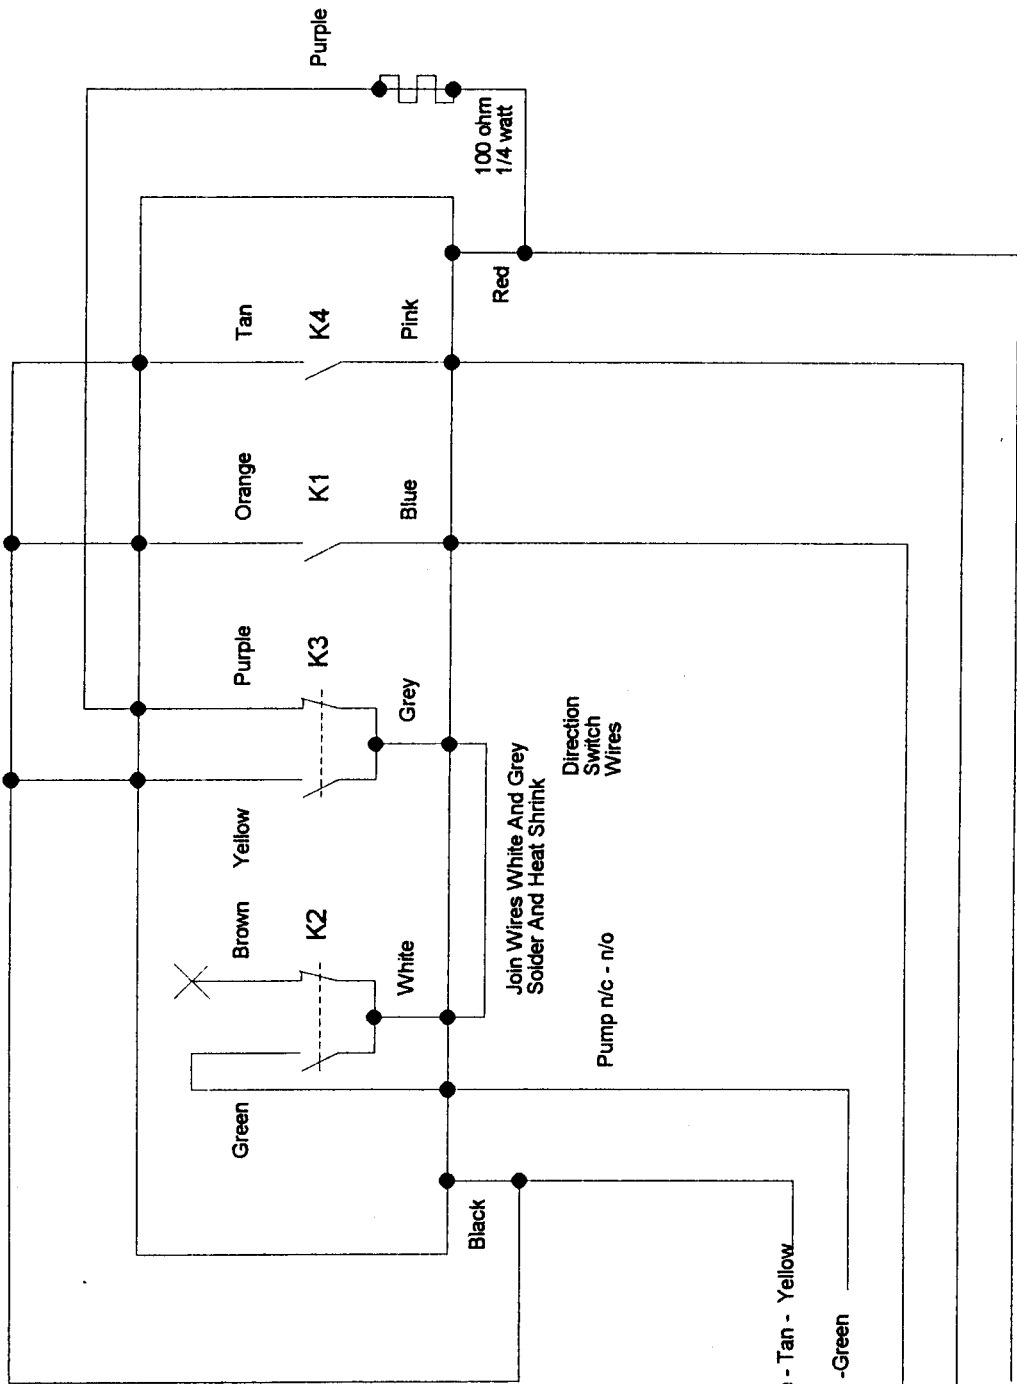 Green
Brown
Yellow
Purple
Orange
Tan
K2
K3
K1
K4
Purple
White
Grey
Blue
Pink
Black
Red
100 ohm
1/4 watt
Join Wires White And Grey
Solder And Heat Shrink
Direction
Switch
Wires
Pump n/c - n/o
- Tan - Yellow
-Green